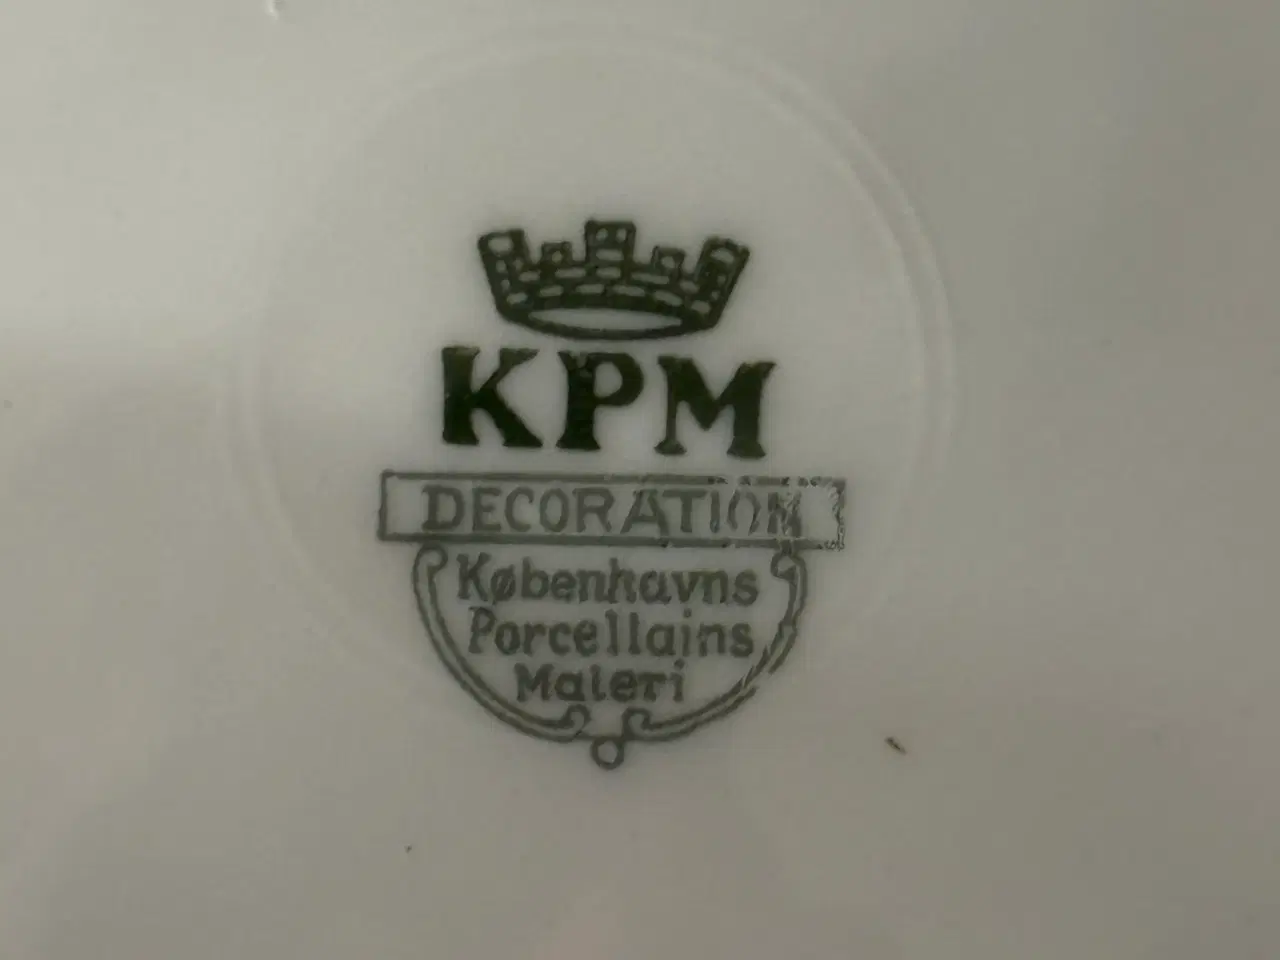 KPM
DECORATION
Københavns
Porcellains
Maleri